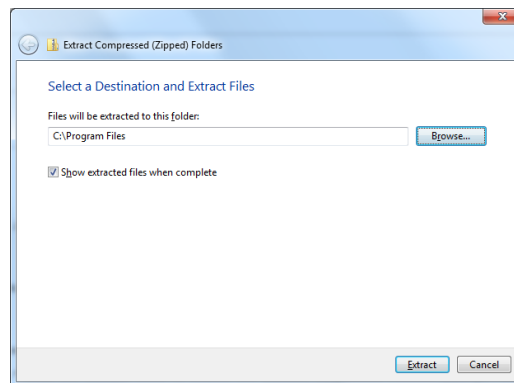 Extract Compressed (Zipped) Folders
Select a Destination and Extract Files
Files will be extracted to this folder:
C:\Program Files
Browse...
Show extracted files when complete
Extract
Cancel